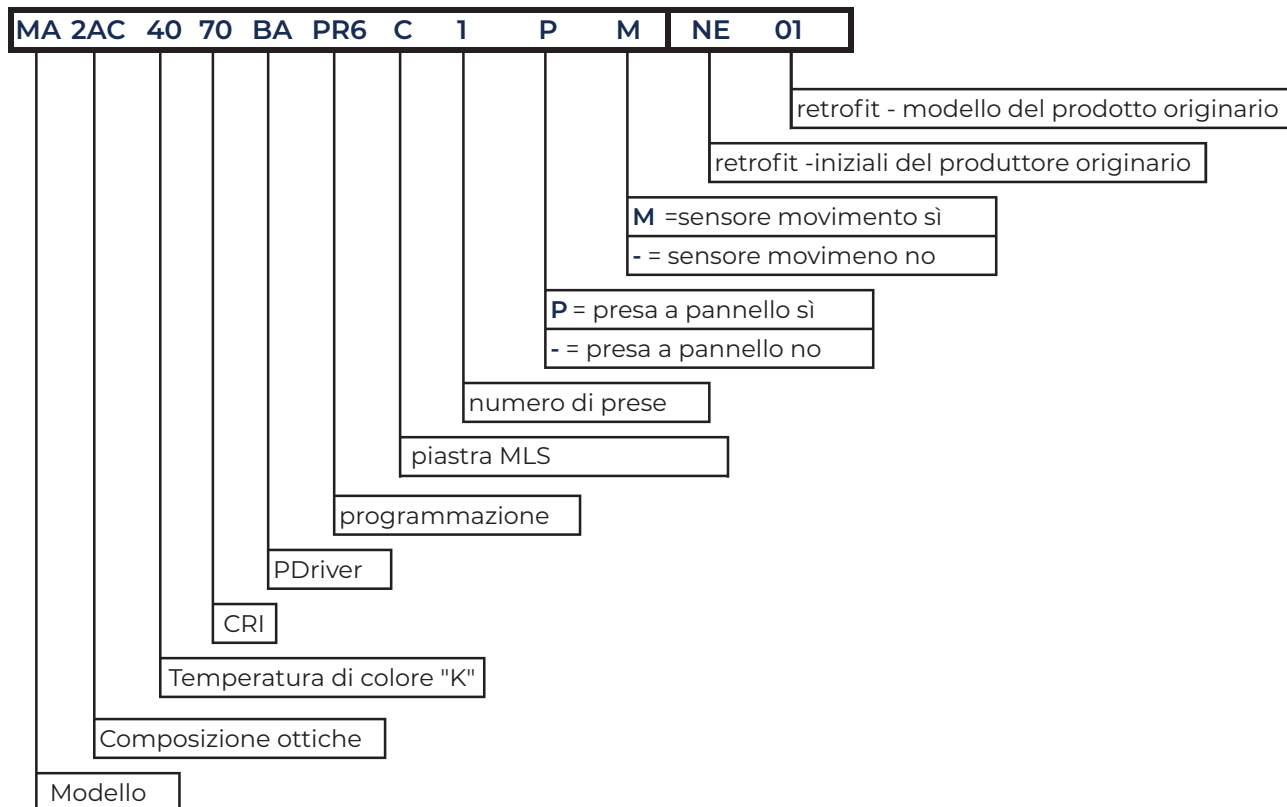 MA 2AC 40 70 BA PR6 C 1 P M NE 01
retrofit - modello del prodotto originario
retrofit -iniziali del produttore originario
M =sensore movimento sì
- = sensore movimeno no
P = presa a pannello sì
- = presa a pannello no
numero di prese
piastra MLS
programmazione
PDriver
CRI
Temperatura di colore "K"
Composizione ottiche
Modello